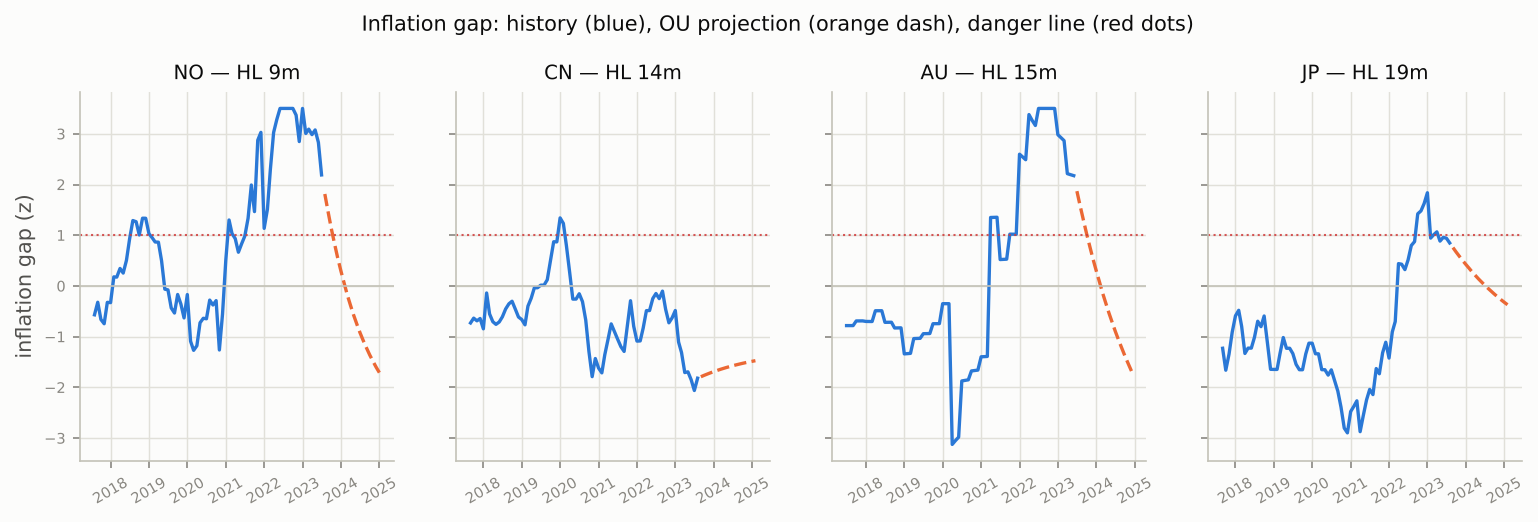 Inflation gap: history (blue), OU projection (orange dash), danger line (red dots)
NO — HL 9m
CN — HL 14m
AU — HL 15m
JP — HL 19m
inflation gap (z)
3
2
1
0
−1
−2
−3
2018 2019 2020 2021 2022 2023 2024 2025
2018 2019 2020 2021 2022 2023 2024 2025
2018 2019 2020 2021 2022 2023 2024 2025
2018 2019 2020 2021 2022 2023 2024 2025